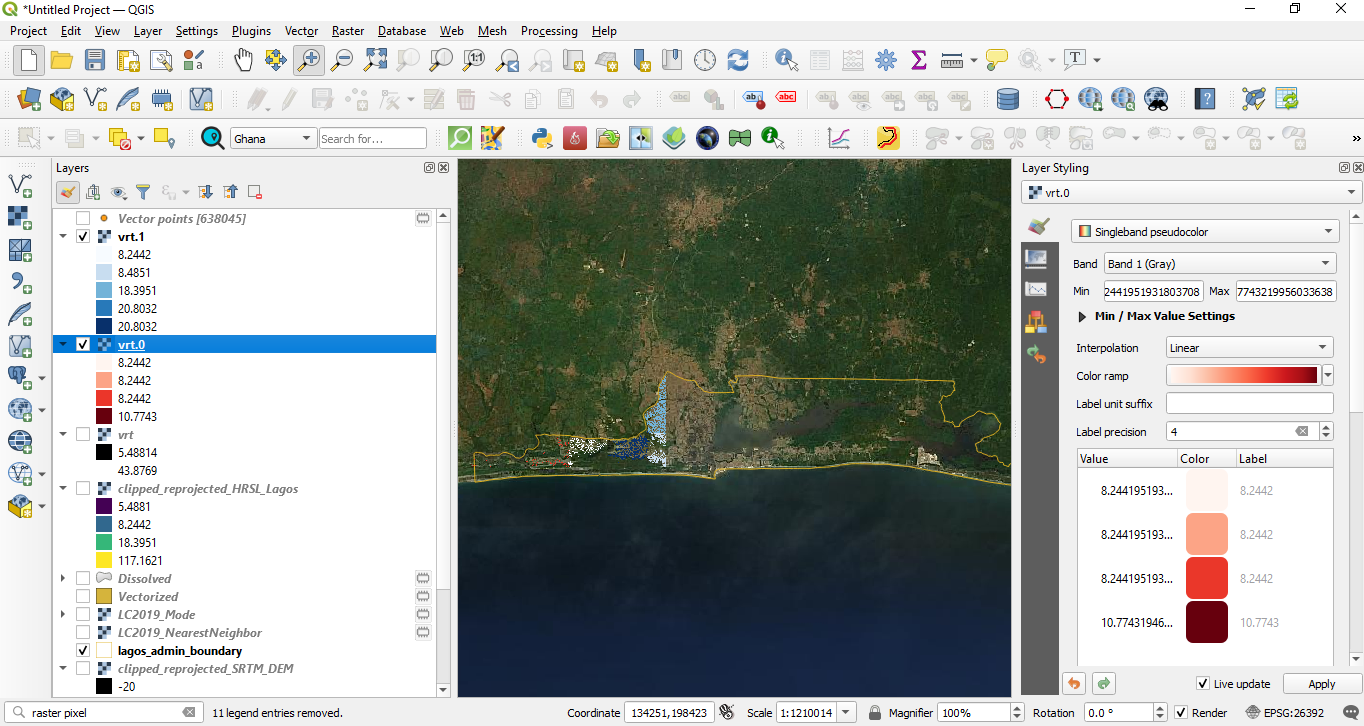 *Untitled Project — QGIS
Project Edit View Layer Settings Plugins Vector Raster Database Web Mesh Processing Help
Ghana Search for...
Layers
Vector points [638045]
vrt.1
8.2442
8.4851
18.3951
20.8032
20.8032
vrt.0
8.2442
8.2442
8.2442
10.7743
vrt
5.48814
43.8769
clipped_reprojected_HRSL_Lagos
5.4881
8.2442
18.3951
117.1621
Dissolved
Vectorized
LC2019_Mode
LC2019_NearestNeighbor
lagos_admin_boundary
clipped_reprojected_SRTM_DEM
-20
Layer Styling
vrt.0
Singleband pseudocolor
Band Band 1 (Gray)
Min 2441951931803708 Max 7743219956033638
Min / Max Value Settings
Interpolation Linear
Color ramp
Label unit suffix
Label precision 4
Value Color Label
8.244195193... 8.2442
8.244195193... 8.2442
8.244195193... 8.2442
10.77431946... 10.7743
Live update Apply
raster pixel 11 legend entries removed. Coordinate 134251,198423 Scale 1:1210014 Magnifier 100% Rotation 0.0 ° Render EPSG:26392